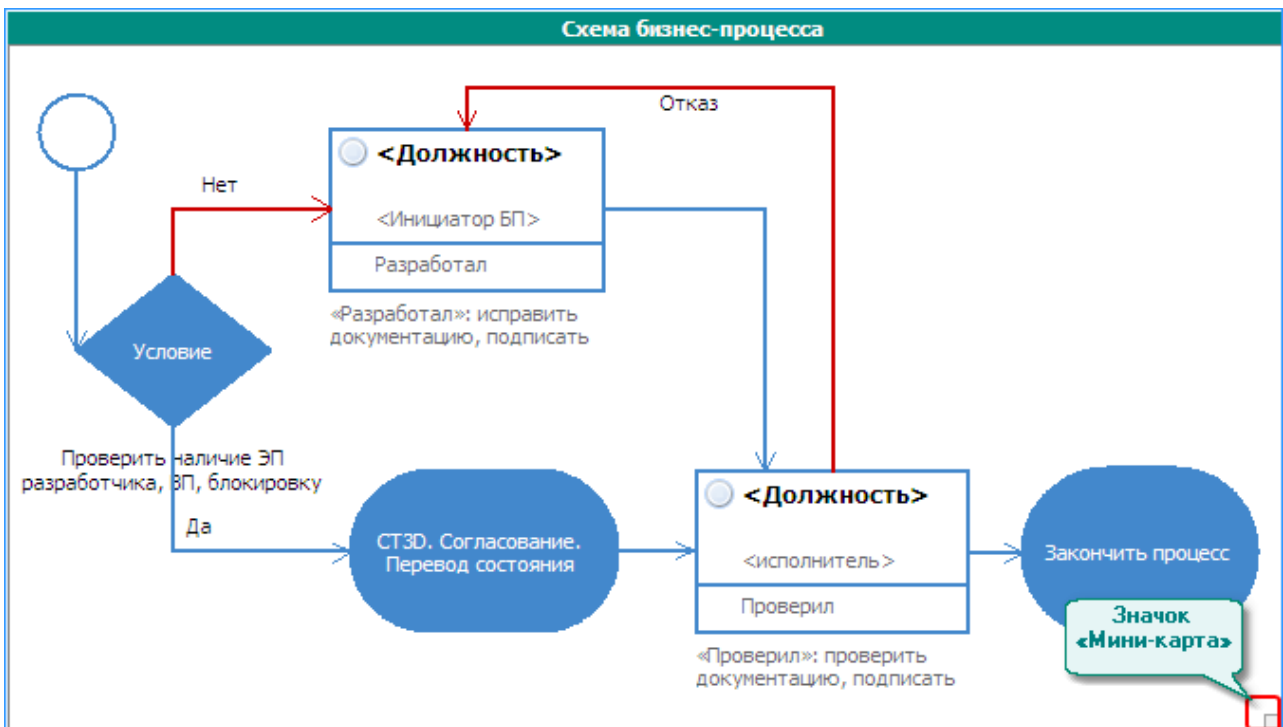 Схема бизнес-процесса
Отказ
<Должность>
Нет
<Инициатор БП>
Разработал
«Разработал»: исправить
документацию, подписать
Условие
Проверить наличие ЭП
разработчика, ВП, блокировку
Да
СТ3D. Согласование.
Перевод состояния
<Должность>
<исполнитель>
Проверил
«Проверил»: проверить
документацию, подписать
Закончить процесс
Значок
«Мини-карта»